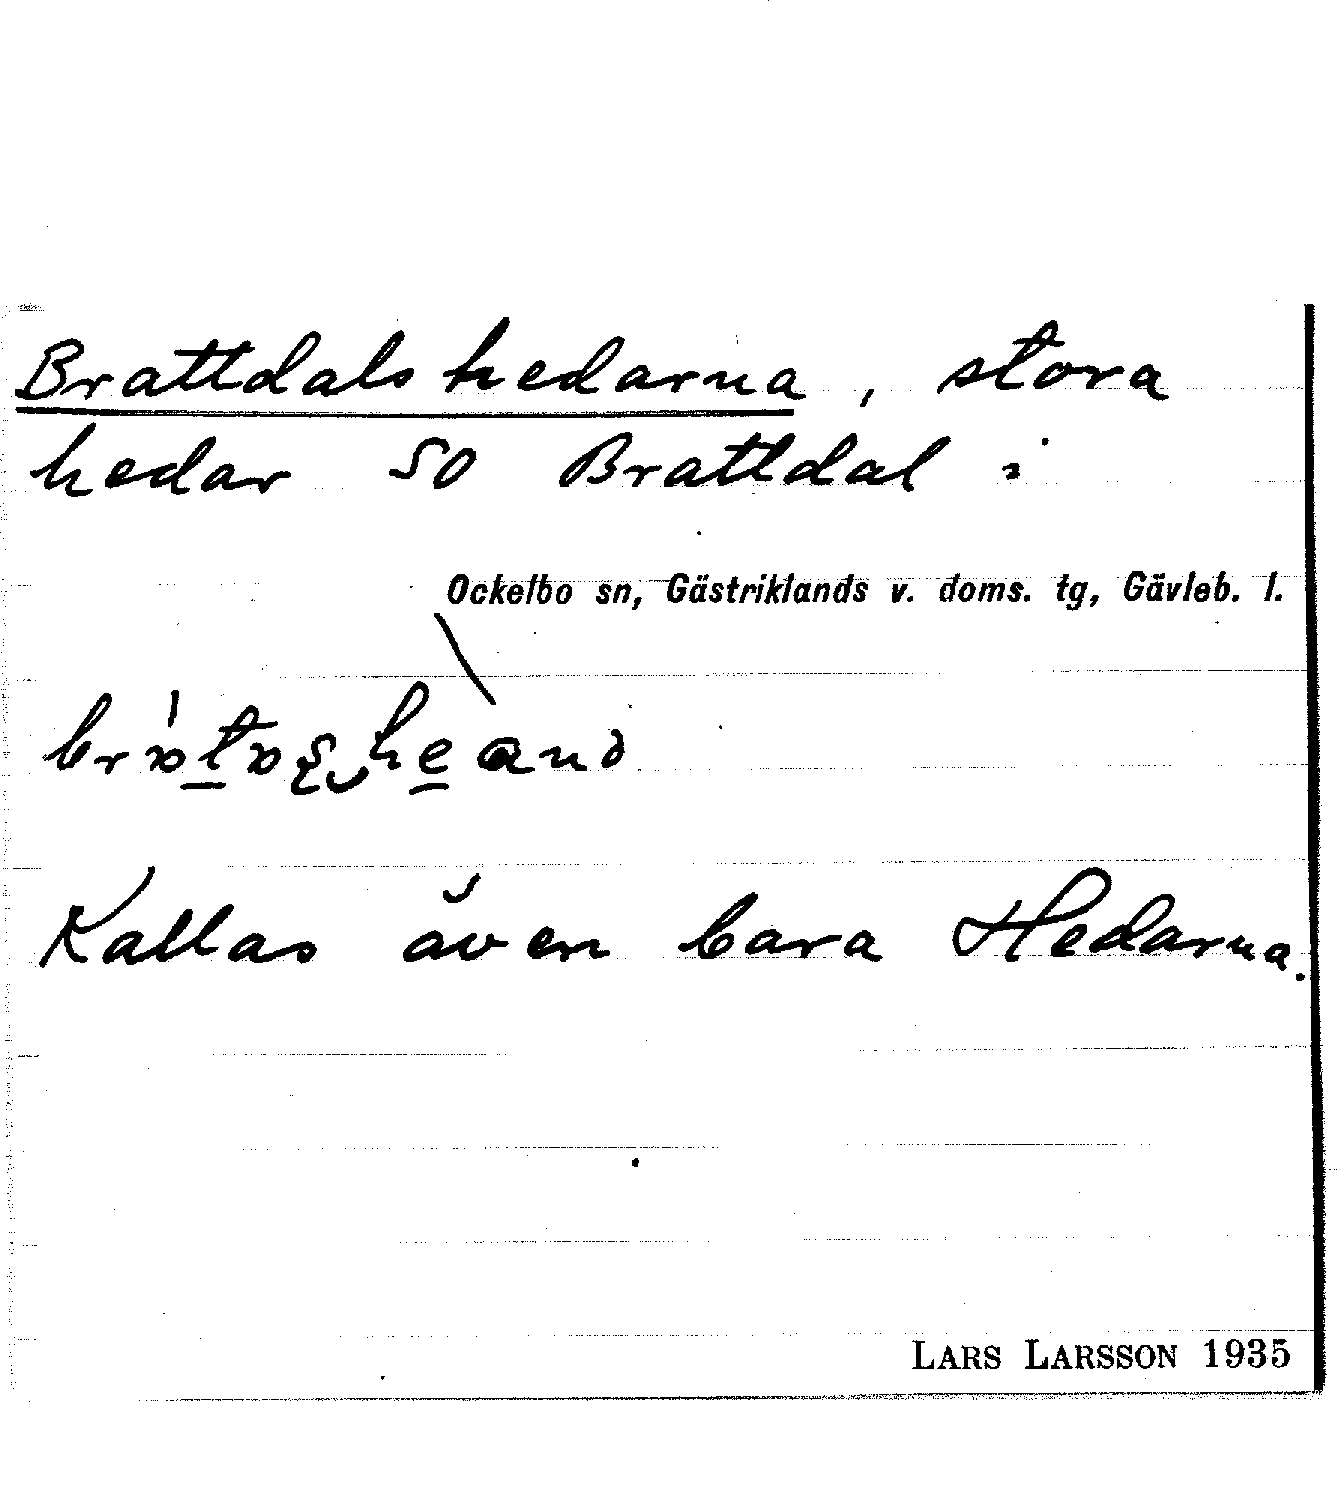 Brattdalshedarna, stora
hedar SO Brattdal i
Ockelbo sn, Gästriklands v. doms. tg, Gävleb. l.
Kallas även bara Hedarna.
LARS LARSSON 1935